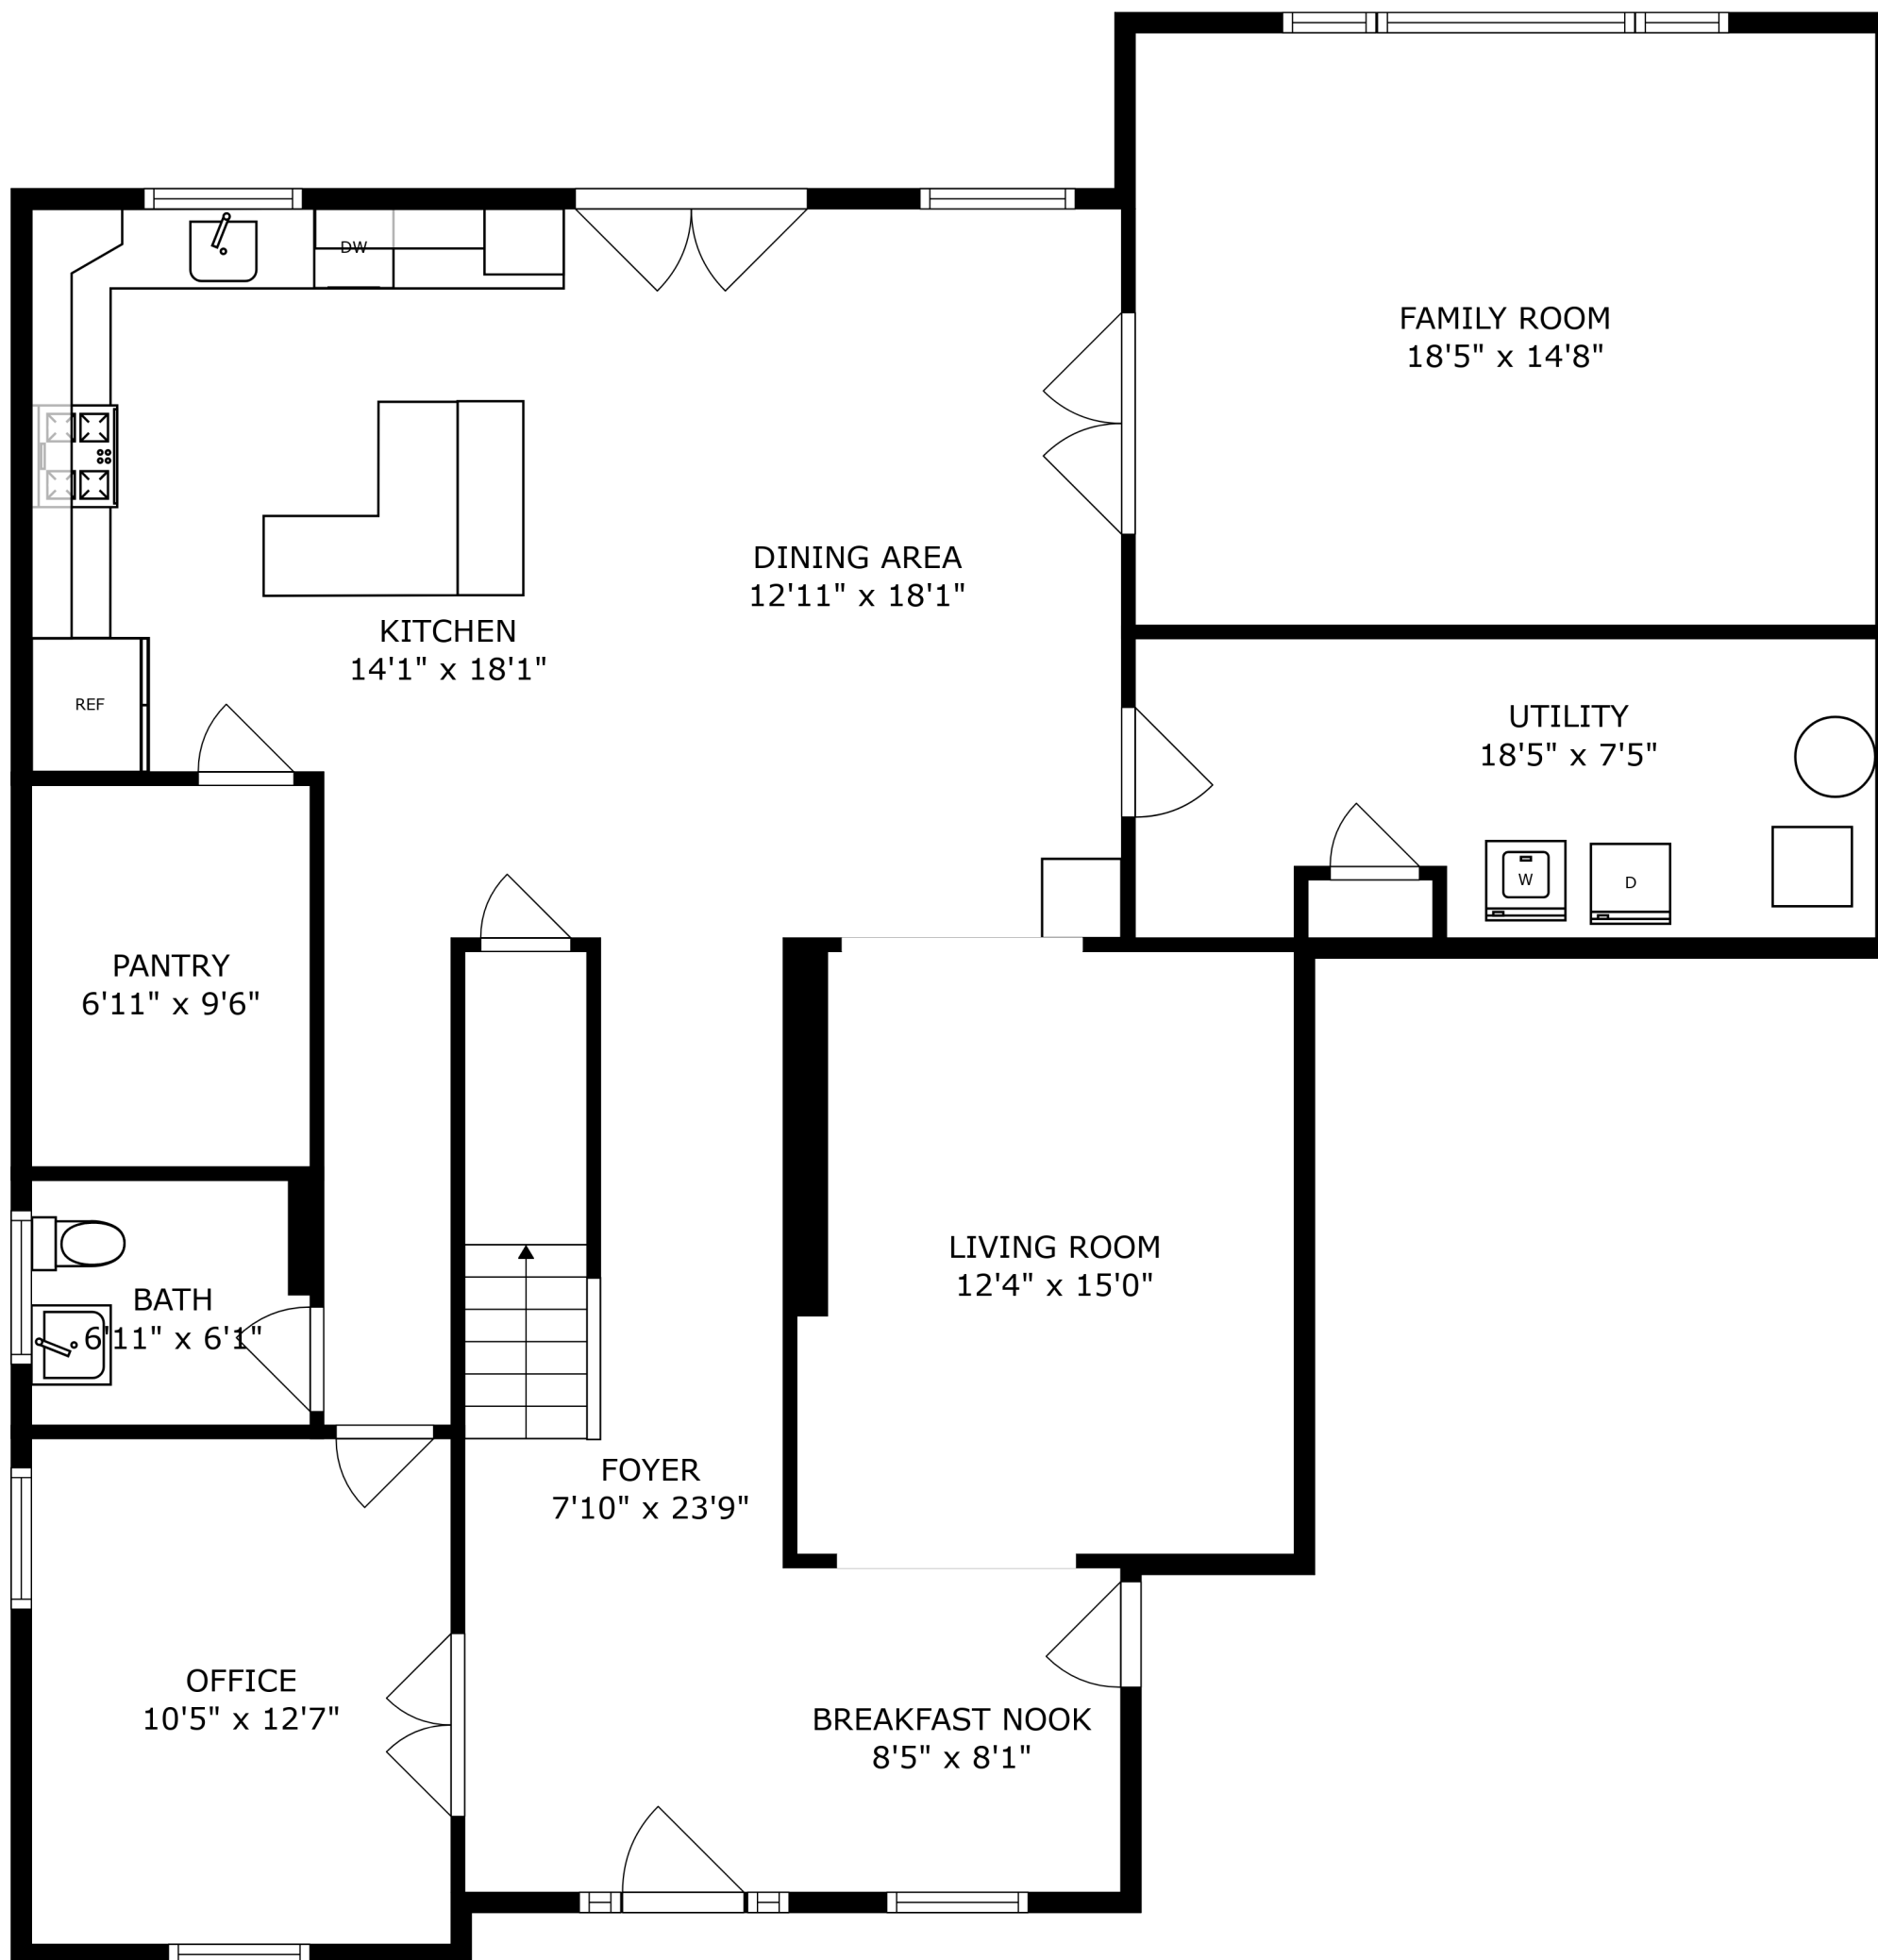 FAMILY ROOM
18'5" x 14'8"
DW
DINING AREA
12'11" x 18'1"
KITCHEN
14'1" x 18'1"
REF
UTILITY
18'5" x 7'5"
W
D
PANTRY
6'11" x 9'6"
LIVING ROOM
12'4" x 15'0"
BATH
6'11" x 6'1"
FOYER
7'10" x 23'9"
OFFICE
10'5" x 12'7"
BREAKFAST NOOK
8'5" x 8'1"